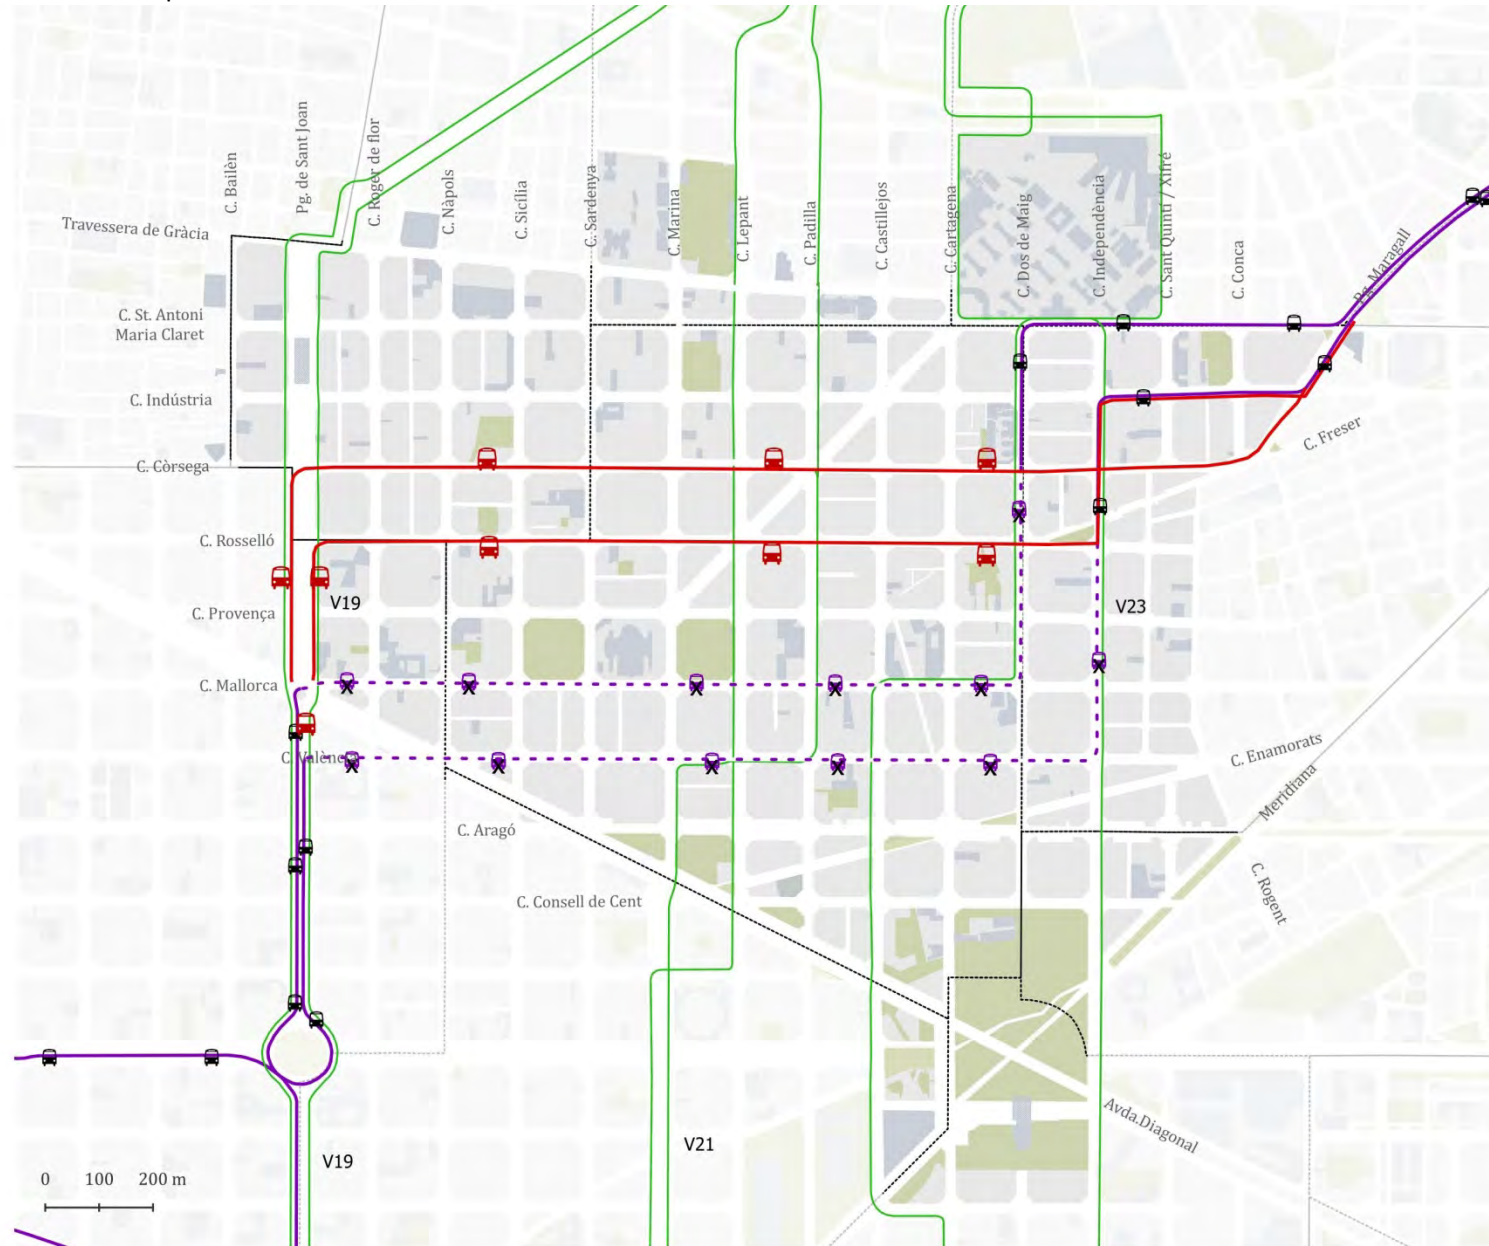 C. Bailèn
Pg. de Sant Joan
C. Roger de flor
C. Nàpols
C. Sicília
C. Sardenya
C. Marina
C. Lepant
C. Padilla
C. Castillejos
C. Cartagena
C. Dos de Maig
C. Independència
C. Sant Quintí / Xifré
C. Conca
Pg. Maragall
Travessera de Gràcia
C. St. Antoni
Maria Claret
C. Indústria
C. Freser
C. Còrsega
C. Rosselló
C. Provença
V19
V23
C. Mallorca
C. València
C. Enamorats
Meridiana
C. Aragó
C. Rogent
C. Consell de Cent
Avda.Diagonal
V21
V19
0 100 200 m